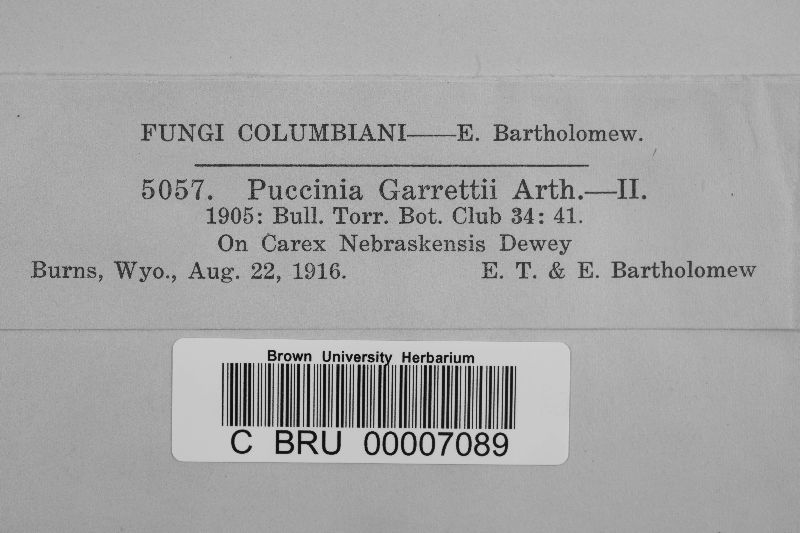 FUNGI COLUMBIANI——E. Bartholomew.
5057. Puccinia Garrettii Arth.—II.
1905: Bull. Torr. Bot. Club 34: 41.
On Carex Nebraskensis Dewey
Burns, Wyo., Aug. 22, 1916. E. T. & E. Bartholomew
Brown University Herbarium
C BRU 00007089